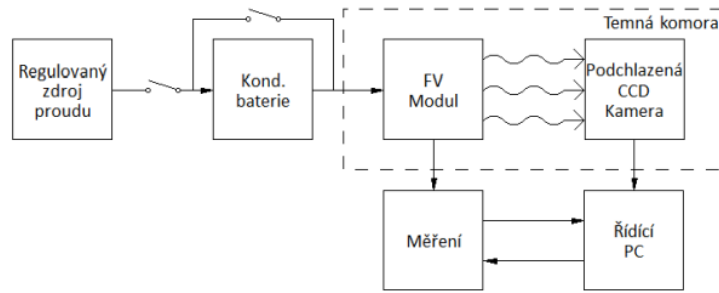 Temná komora
Regulovaný
zdroj
proudu
Kond.
baterie
FV
Modul
Podchlazená
CCD
Kamera
Měření
Řídící
PC